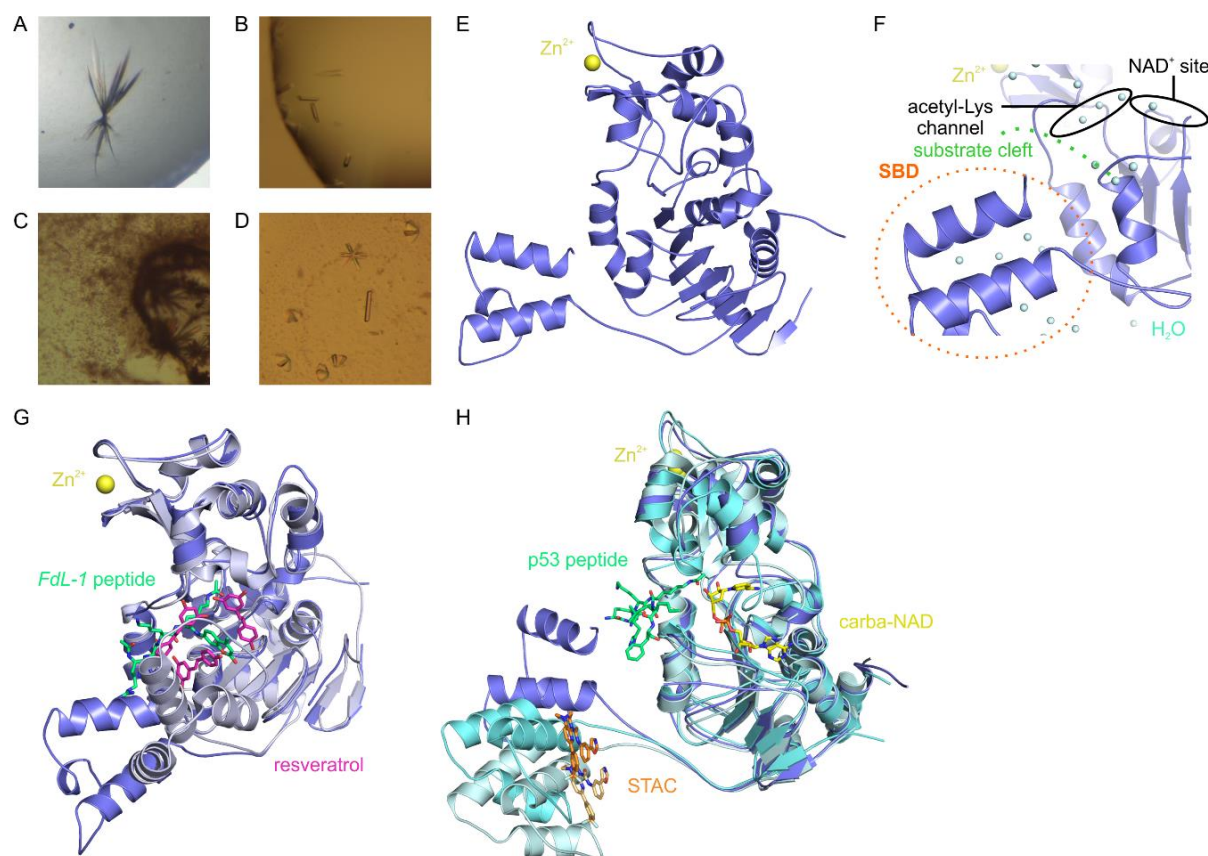 A
B
C
D
E
Zn²⁺
F
Zn²⁺
NAD⁺ site
acetyl-Lys
channel
substrate cleft
SBD
H₂O
G
Zn²⁺
FdL-1 peptide
resveratrol
H
Zn²⁺
p53 peptide
carba-NAD
STAC